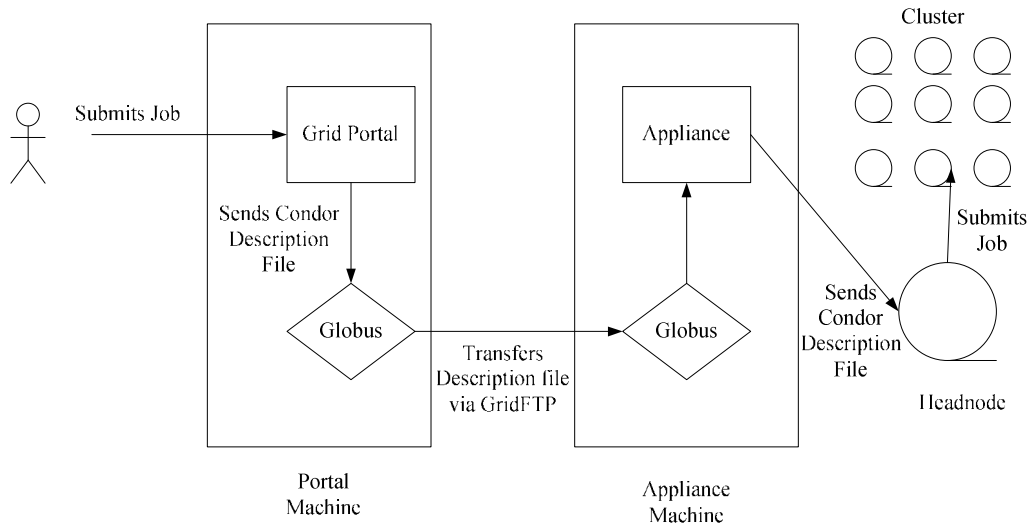 Cluster
Submits Job
Grid Portal
Appliance
Sends Condor
Description
File
Submits
Job
Globus
Globus
Sends
Condor
Description
File
Transfers
Description file
via GridFTP
Headnode
Portal
Machine
Appliance
Machine